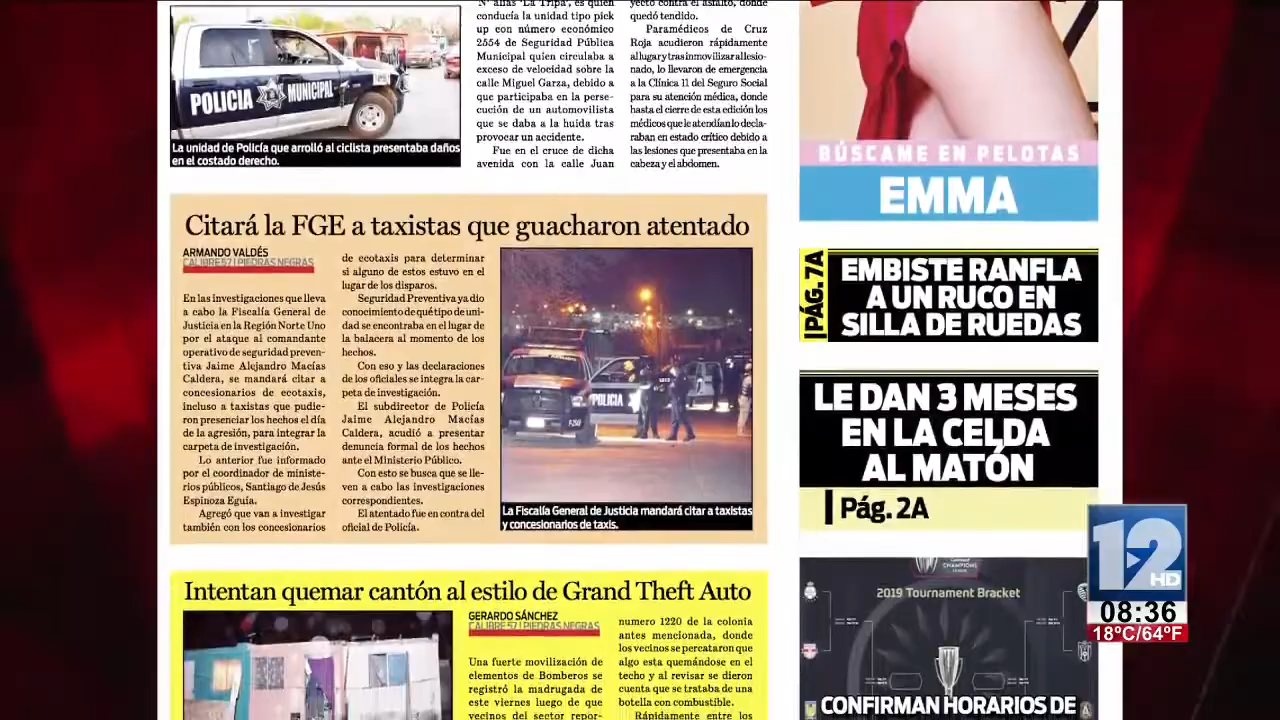 N" alias "La Tripa", es quien
conducía la unidad tipo pick
up con número económico
2554 de Seguridad Pública
Municipal quien circulaba a
exceso de velocidad sobre la
calle Miguel Garza, debido a
que participaba en la perse-
cución de un automovilista
que se daba a la huida tras
provocar un accidente.
Fue en el cruce de dicha
avenida con la calle Juan
yecto contra el asfalto, donde
quedó tendido.
Paramédicos de Cruz
Roja acudieron rápidamente
al lugar y tras inmovilizar al lesio-
nado, lo llevaron de emergencia
a la Clínica 11 del Seguro Social
para su atención médica, donde
hasta el cierre de esta edición los
médicos que le atendían lo decla-
raban en estado crítico debido a
las lesiones que presentaba en la
cabeza y el abdomen.
POLICIA MUNICIPAL
La unidad de Policía que arrolló al ciclista presentaba daños
en el costado derecho.
BÚSCAME EN PELOTAS
EMMA
Citará la FGE a taxistas que guacharon atentado
ARMANDO VALDÉS
CALIBRE 57 | PIEDRAS NEGRAS
En las investigaciones que lleva
a cabo la Fiscalía General de
Justicia en la Región Norte Uno
por el ataque al comandante
operativo de seguridad preven-
tiva Jaime Alejandro Macías
Caldera, se mandará citar a
concesionarios de ecotaxis,
incluso a taxistas que pudie-
ron presenciar los hechos el día
de la agresión, para integrar la
carpeta de investigación.
Lo anterior fue informado
por el coordinador de ministe-
rios públicos, Santiago de Jesús
Espinoza Eguía.
Agregó que van a investigar
también con los concesionarios
de ecotaxis para determinar
si alguno de estos estuvo en el
lugar de los disparos.
Seguridad Preventiva ya dio
conocimiento de qué tipo de uni-
dad se encontraba en el lugar de
la balacera al momento de los
hechos.
Con eso y las declaraciones
de los oficiales se integra la car-
peta de investigación.
El subdirector de Policía
Jaime Alejandro Macías
Caldera, acudió a presentar
denuncia formal de los hechos
ante el Ministerio Público.
Con esto se busca que se lle-
ven a cabo las investigaciones
correspondientes.
El atentado fue en contra del
oficial de Policía.
POLICIA
La Fiscalía General de Justicia mandará citar a taxistas
y concesionarios de taxis.
PÁG. 7A
EMBISTE RANFLA
A UN RUCO EN
SILLA DE RUEDAS
LE DAN 3 MESES
EN LA CELDA
AL MATÓN
Pág. 2A
Intentan quemar cantón al estilo de Grand Theft Auto
GERARDO SÁNCHEZ
CALIBRE 57 | PIEDRAS NEGRAS
Una fuerte movilización de
elementos de Bomberos se
registró la madrugada de
este viernes luego de que
vecinos del sector repor-
numero 1220 de la colonia
antes mencionada, donde
los vecinos se percataron que
algo esta quemándose en el
techo y al revisar se dieron
cuenta que se trataba de una
botella con combustible.
Rápidamente entre los
CHAMPIONS
LEAGUE
2019 Tournament Bracket
CONFIRMAN HORARIOS DE
12
HD
08:36
18°C/64°F